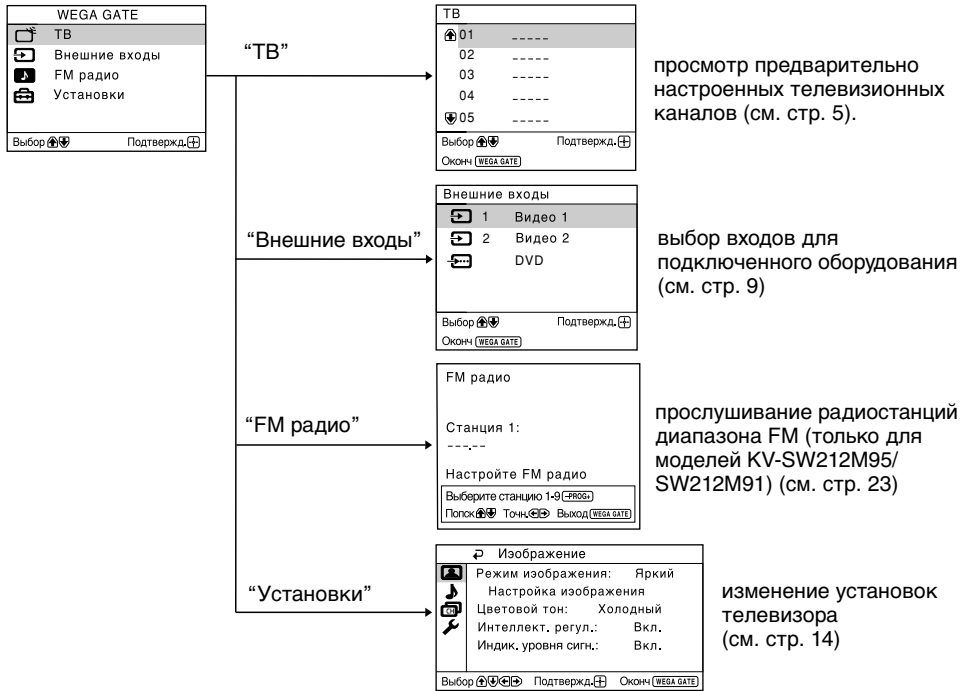 WEGA GATE
ТВ
Внешние входы
FM радио
Установки
Выбор Подтвержд.
“ТВ”
ТВ
01 -----
02 -----
03 -----
04 -----
05 -----
Выбор Подтвержд.
Оконч WEGA GATE
просмотр предварительно
настроенных телевизионных
каналов (см. стр. 5).
“Внешние входы”
Внешние входы
1 Видео 1
2 Видео 2
DVD
Выбор Подтвержд.
Оконч WEGA GATE
выбор входов для
подключенного оборудования
(см. стр. 9)
“FM радио”
FM радио
Станция 1:
---.--
Настройте FM радио
Выберите станцию 1-9 -PROG+
Попск Точн. Выход WEGA GATE
прослушивание радиостанций
диапазона FM (только для
моделей KV-SW212M95/
SW212M91) (см. стр. 23)
“Установки”
Изображение
Режим изображения: Яркий
Настройка изображения
Цветовой тон: Холодный
Интеллект. регул.: Вкл.
Индик. уровня сигн.: Вкл.
CH
Выбор Подтвержд. Оконч WEGA GATE
изменение установок
телевизора
(см. стр. 14)